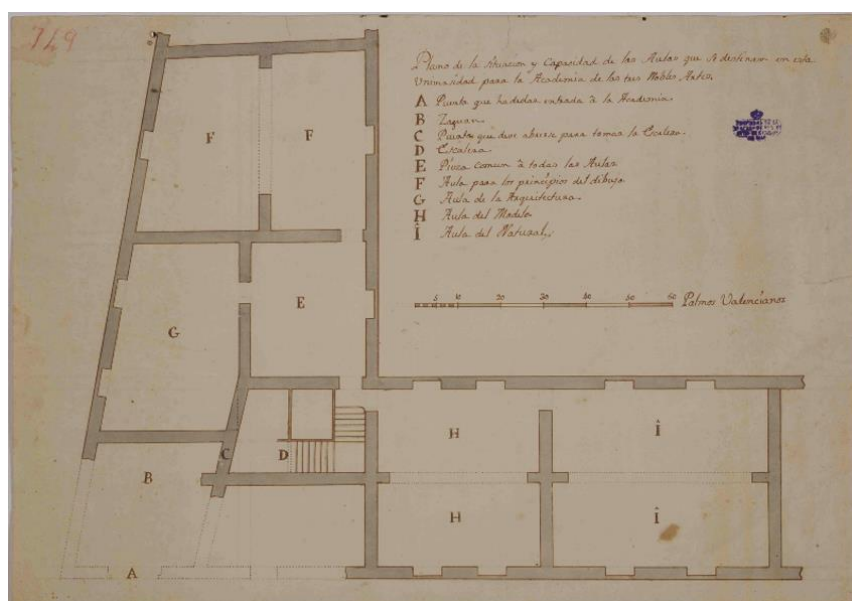 749
Plano de la situacion y Capasidad de las Aulas que se destinan en esta
Universidad para la Academia de las tres Nobles Artes.
A Puerta que ha de dar entrada à la Academia.
B Zaguan.
C Puerta que deve abrirse para tomar la Escalera.
D Escalera.
E Pieza comun à todas las Aulas
F Aula para los principios del dibujo
G Aula de la Arquitectura.
H Aula del Modelo
Î Aula del Natural.
5 10 20 30 40 50 60 Palmos Valencianos
F F
G E
B C D H Î
H Î
A